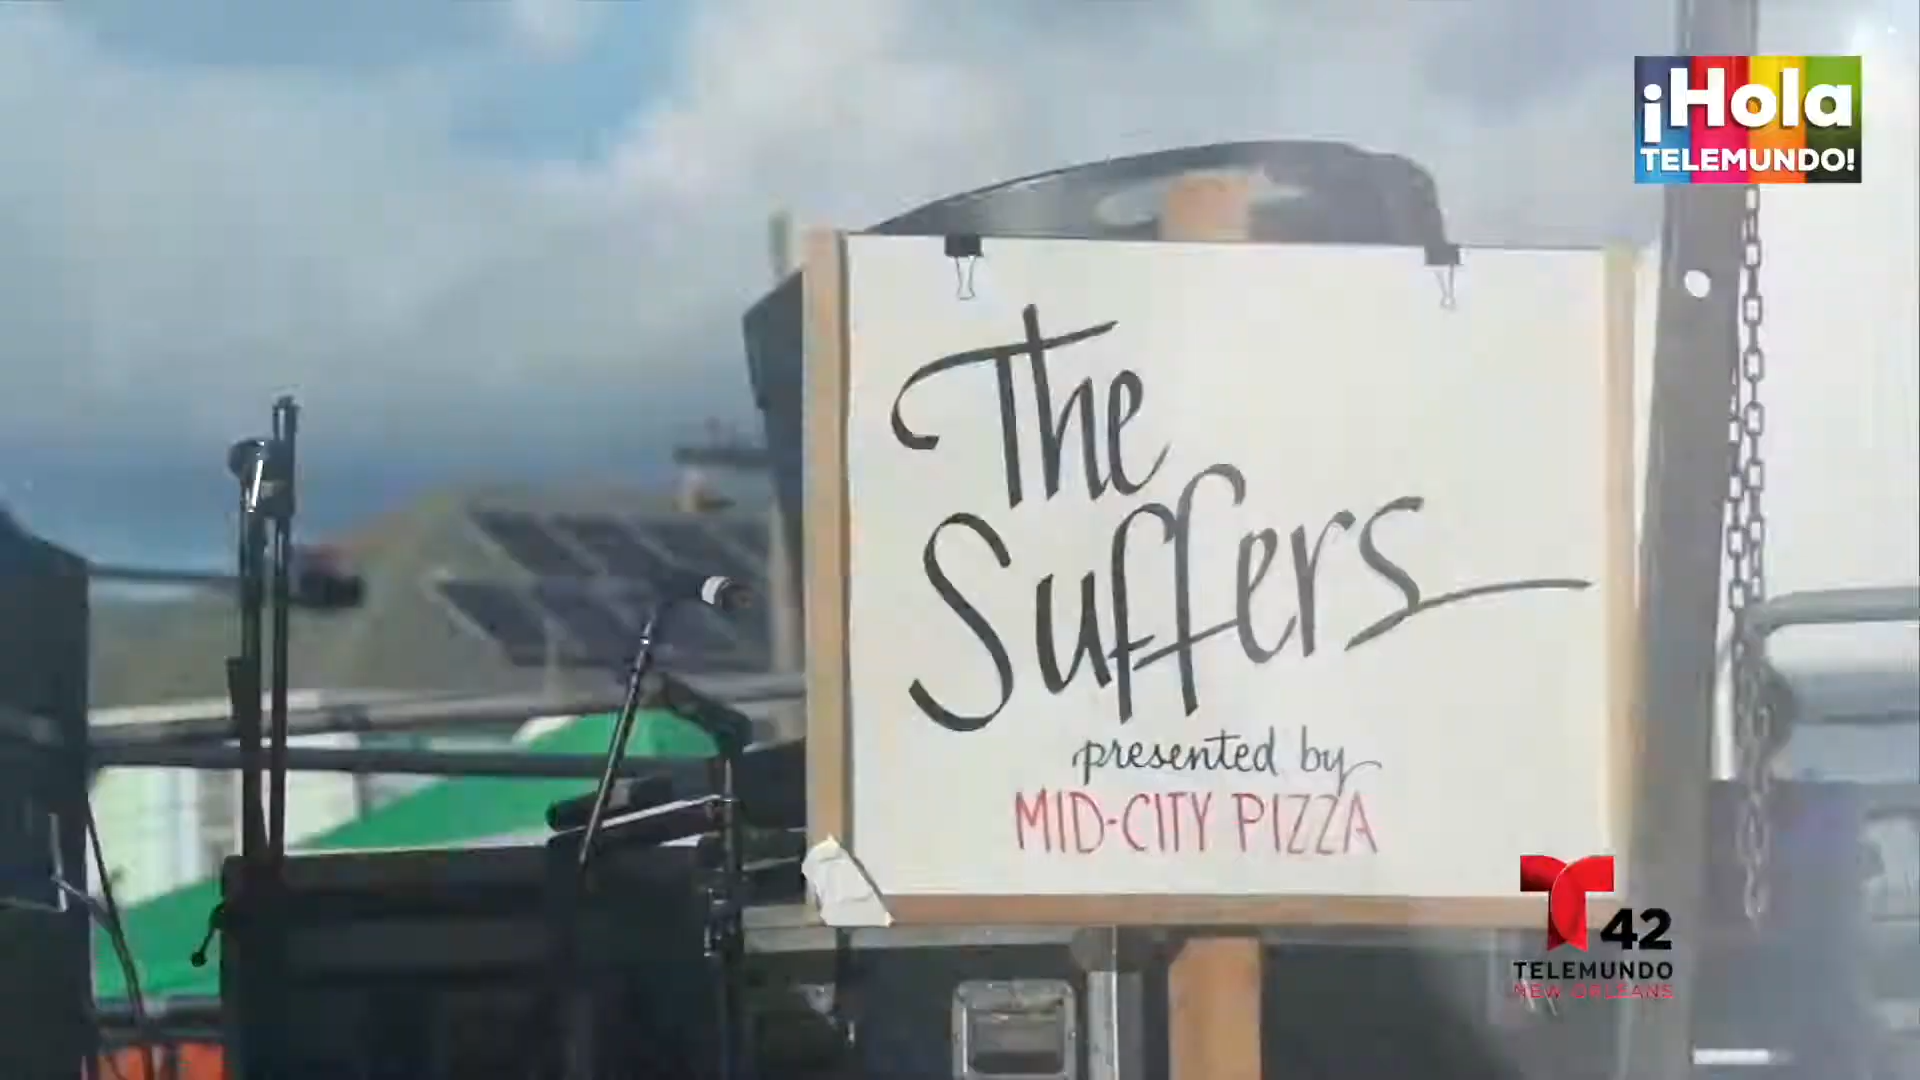 ¡Hola
TELEMUNDO!
The
Suffers
presented by
MID-CITY PIZZA
42
TELEMUNDO
NEW ORLEANS